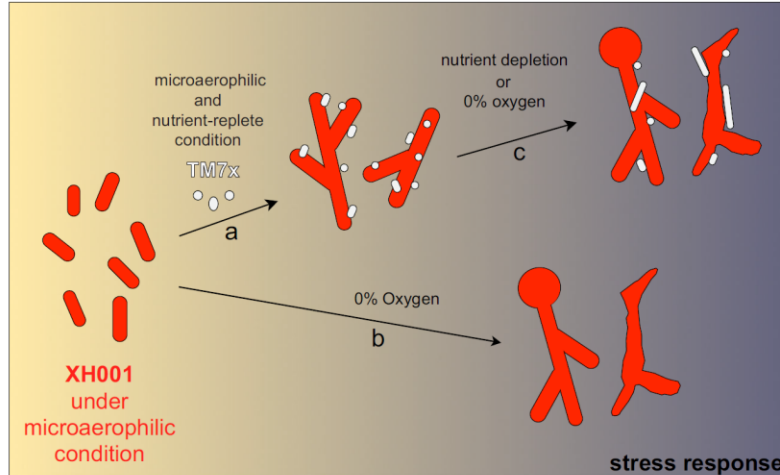 microaerophilic
and
nutrient-replete
condition
TM7x
a
nutrient depletion
or
0% oxygen
c
0% Oxygen
b
XH001
under
microaerophilic
condition
stress response